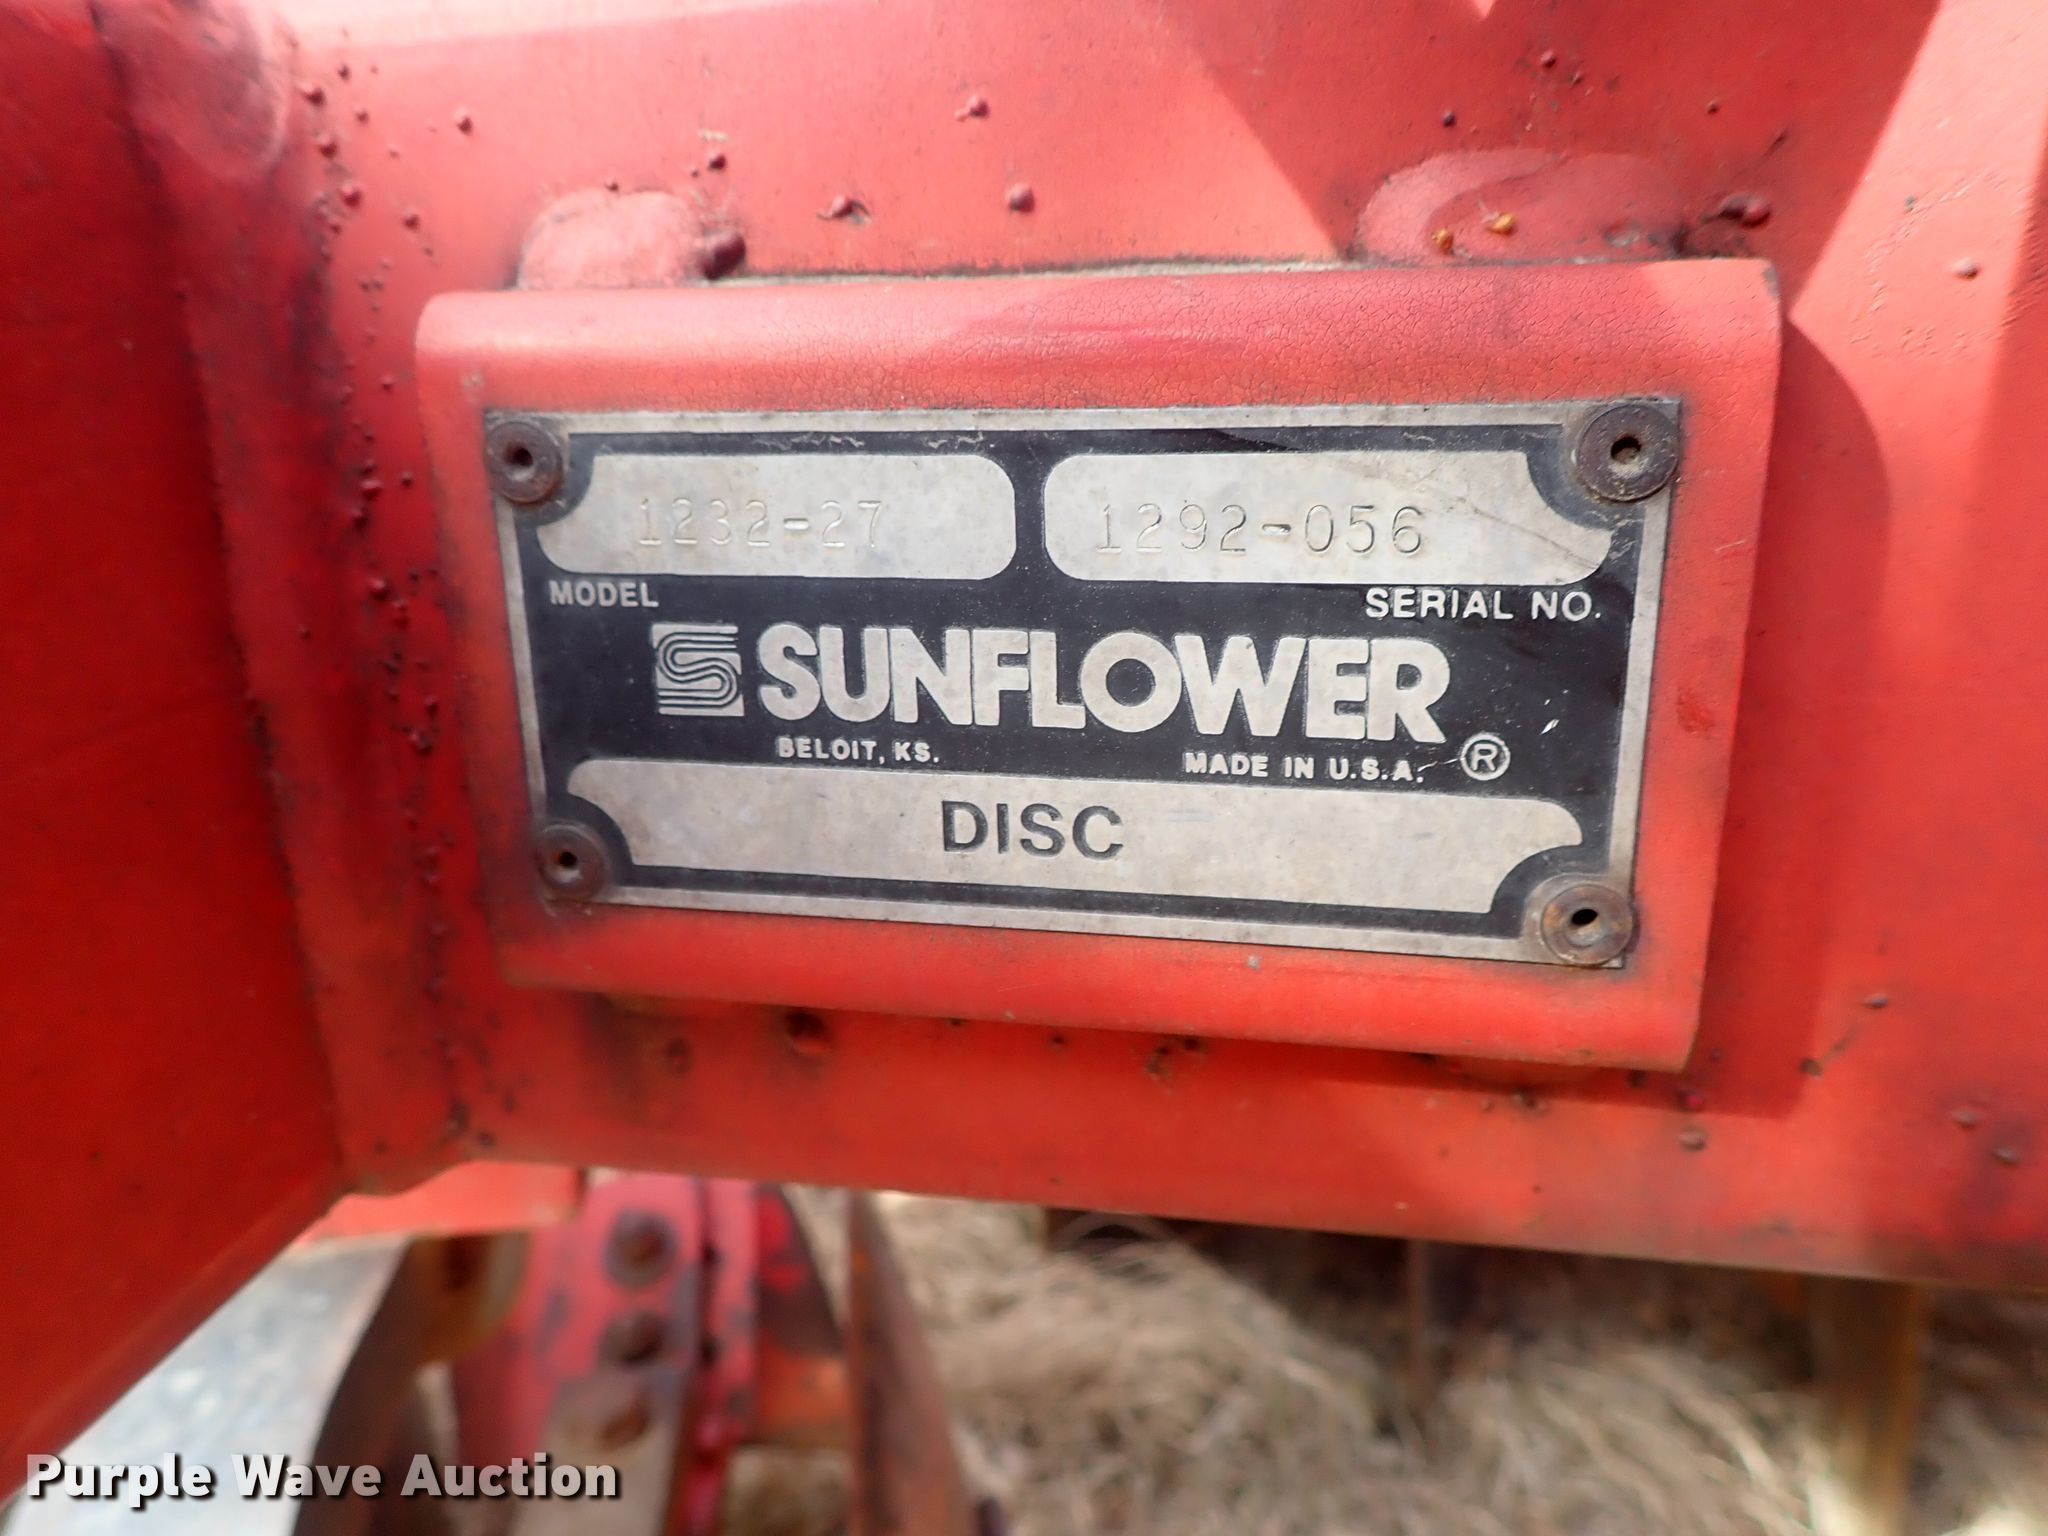 1232-27 1292-056
MODEL SERIAL NO.
SUNFLOWER
BELOIT, KS. MADE IN U.S.A. ®
DISC
Purple Wave Auction